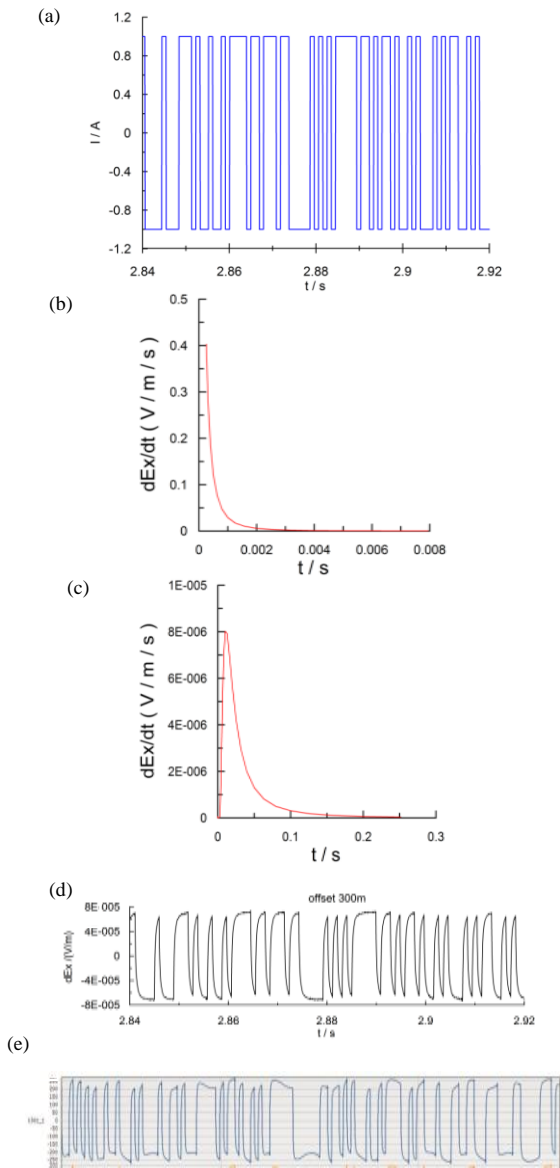 (a)
1.2
0.8
0.4
0
-0.4
-0.8
-1.2
I / A
2.84 2.86 2.88 2.9 2.92
t / s
(b)
0.5
0.4
0.3
0.2
0.1
0
dEx/dt ( V / m / s )
0 0.002 0.004 0.006 0.008
t / s
(c)
1E-005
8E-006
6E-006
4E-006
2E-006
0
dEx/dt ( V / m / s )
0 0.1 0.2 0.3
t / s
(d)
offset 300m
8E-005
4E-005
0
-4E-005
-8E-005
dEx /(V/m)
2.84 2.86 2.88 2.9 2.92
t / s
(e)